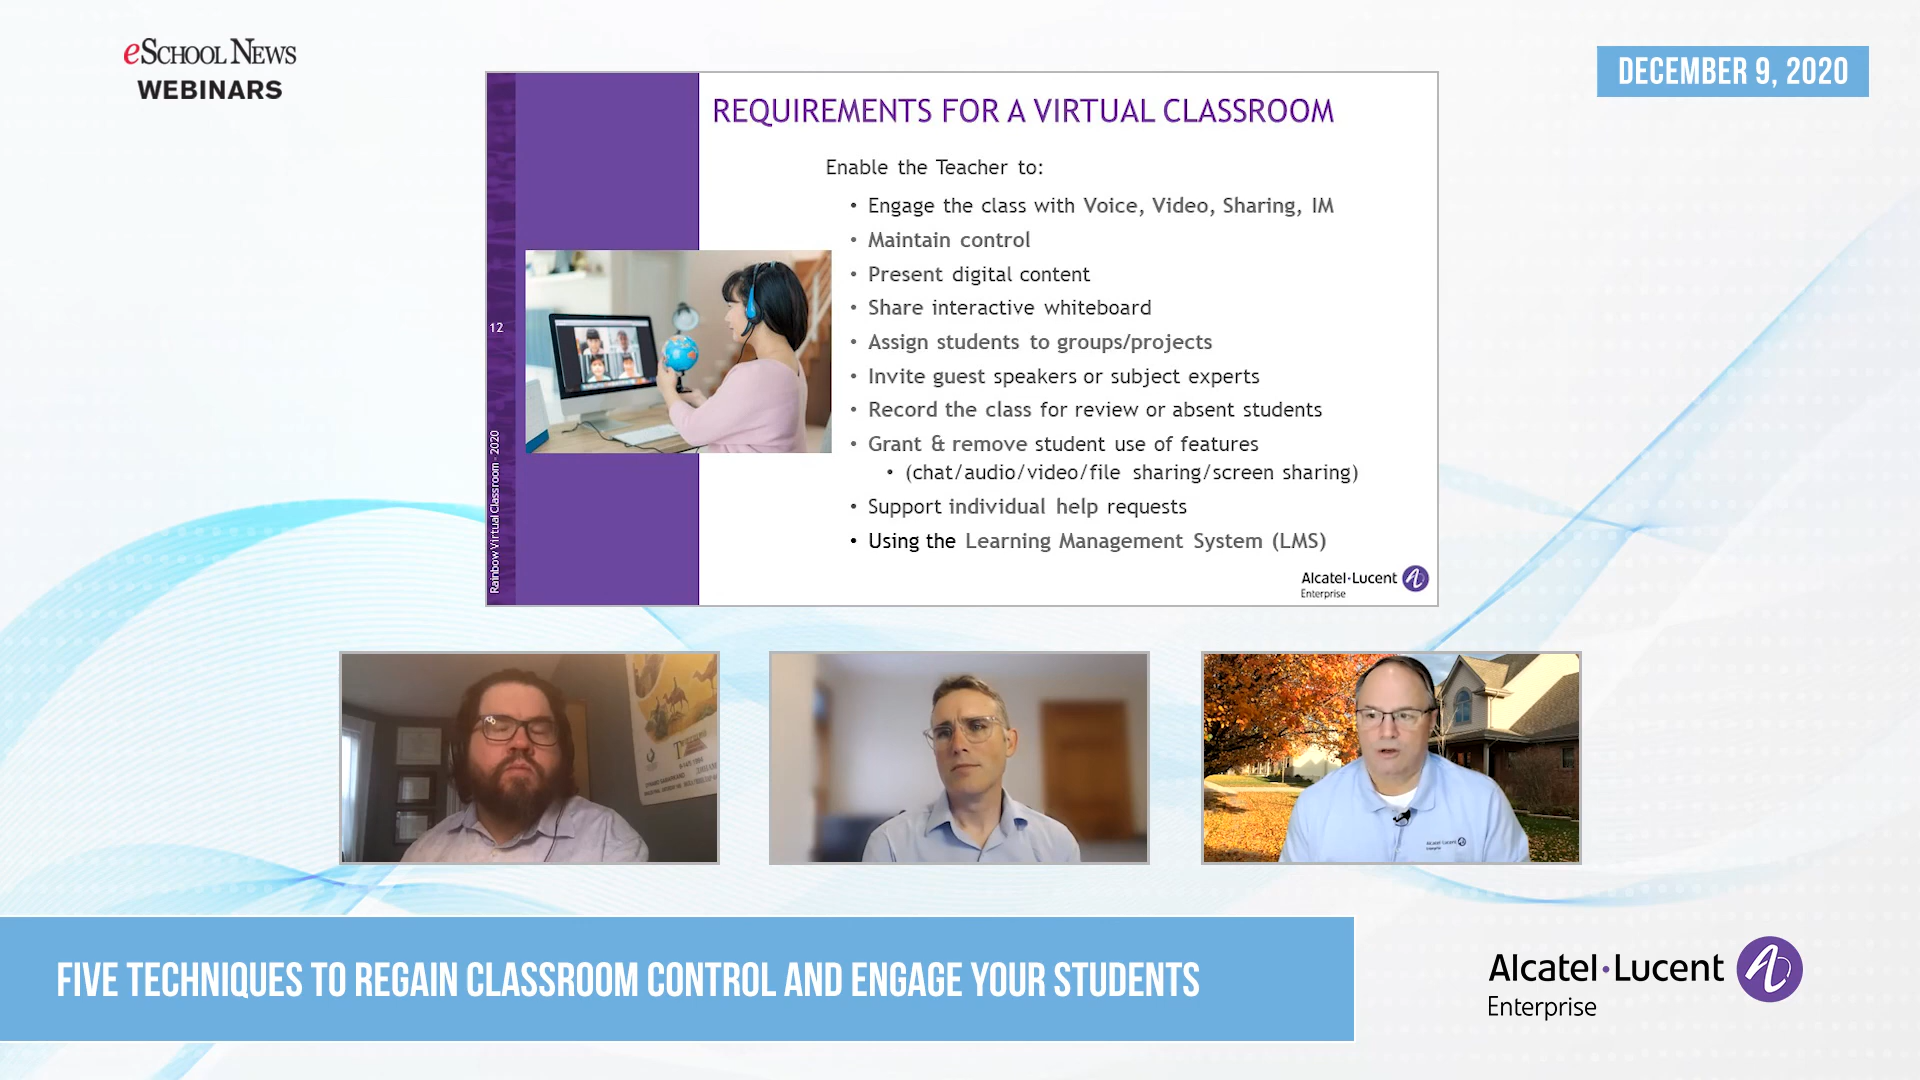 eSCHOOL NEWS
WEBINARS
DECEMBER 9, 2020
REQUIREMENTS FOR A VIRTUAL CLASSROOM
Enable the Teacher to:
• Engage the class with Voice, Video, Sharing, IM
• Maintain control
• Present digital content
• Share interactive whiteboard
• Assign students to groups/projects
• Invite guest speakers or subject experts
• Record the class for review or absent students
• Grant & remove student use of features
• (chat/audio/video/file sharing/screen sharing)
• Support individual help requests
• Using the Learning Management System (LMS)
12
Rainbow Virtual Classroom - 2020
Alcatel·Lucent
Enterprise
Alcatel·Lucent
FIVE TECHNIQUES TO REGAIN CLASSROOM CONTROL AND ENGAGE YOUR STUDENTS
Alcatel·Lucent
Enterprise